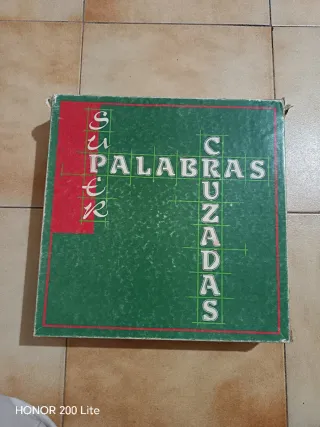 SUPER
PALABRAS
CRUZADAS
HONOR 200 Lite